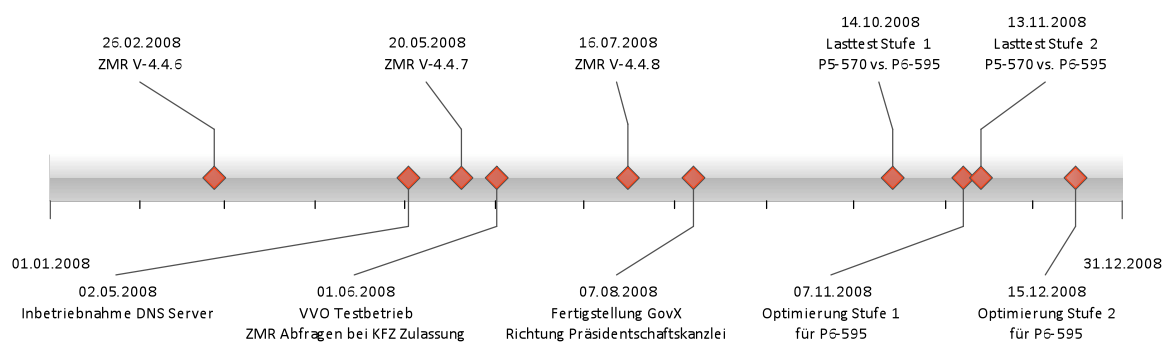 26.02.2008
ZMR V-4.4.6
20.05.2008
ZMR V-4.4.7
16.07.2008
ZMR V-4.4.8
14.10.2008
Lasttest Stufe 1
P5-570 vs. P6-595
13.11.2008
Lasttest Stufe 2
P5-570 vs. P6-595
01.01.2008
31.12.2008
02.05.2008
Inbetriebnahme DNS Server
01.06.2008
VVO Testbetrieb
ZMR Abfragen bei KFZ Zulassung
07.08.2008
Fertigstellung GovX
Richtung Präsidentschaftskanzlei
07.11.2008
Optimierung Stufe 1
für P6-595
15.12.2008
Optimierung Stufe 2
für P6-595